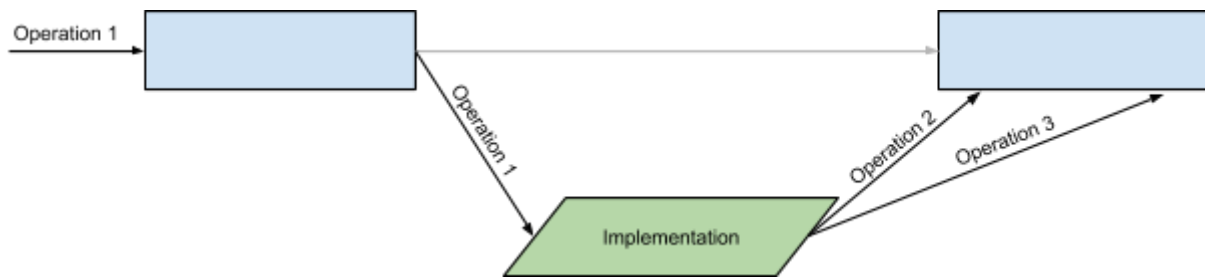 Operation 1
Operation 1
Operation 2
Operation 3
Implementation